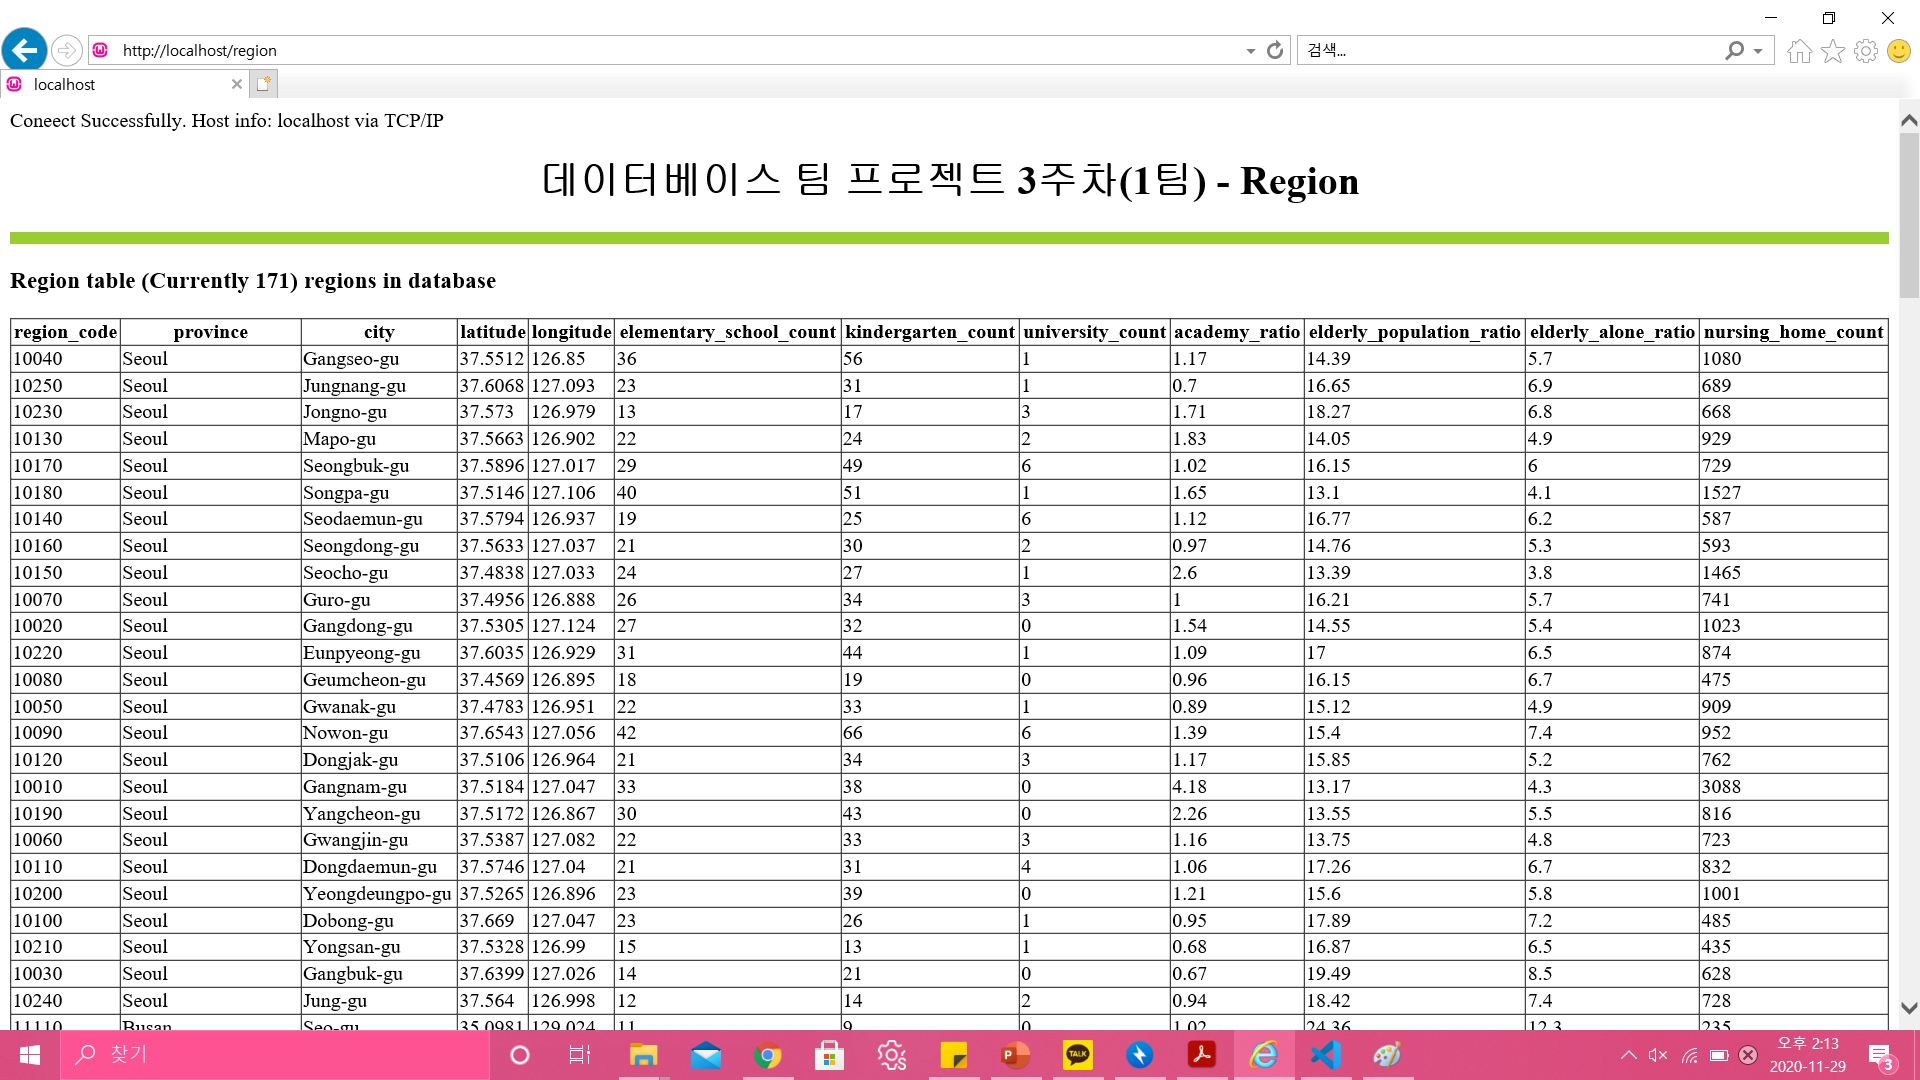 http://localhost/region
검색...
localhost
Coneect Successfully. Host info: localhost via TCP/IP
데이터베이스 팀 프로젝트 3주차(1팀) - Region
Region table (Currently 171) regions in database
region_code province city latitude longitude elementary_school_count kindergarten_count university_count academy_ratio elderly_population_ratio elderly_alone_ratio nursing_home_count
10040 Seoul Gangseo-gu 37.5512 126.85 36 56 1 1.17 14.39 5.7 1080
10250 Seoul Jungnang-gu 37.6068 127.093 23 31 1 0.7 16.65 6.9 689
10230 Seoul Jongno-gu 37.573 126.979 13 17 3 1.71 18.27 6.8 668
10130 Seoul Mapo-gu 37.5663 126.902 22 24 2 1.83 14.05 4.9 929
10170 Seoul Seongbuk-gu 37.5896 127.017 29 49 6 1.02 16.15 6 729
10180 Seoul Songpa-gu 37.5146 127.106 40 51 1 1.65 13.1 4.1 1527
10140 Seoul Seodaemun-gu 37.5794 126.937 19 25 6 1.12 16.77 6.2 587
10160 Seoul Seongdong-gu 37.5633 127.037 21 30 2 0.97 14.76 5.3 593
10150 Seoul Seocho-gu 37.4838 127.033 24 27 1 2.6 13.39 3.8 1465
10070 Seoul Guro-gu 37.4956 126.888 26 34 3 1 16.21 5.7 741
10020 Seoul Gangdong-gu 37.5305 127.124 27 32 0 1.54 14.55 5.4 1023
10220 Seoul Eunpyeong-gu 37.6035 126.929 31 44 1 1.09 17 6.5 874
10080 Seoul Geumcheon-gu 37.4569 126.895 18 19 0 0.96 16.15 6.7 475
10050 Seoul Gwanak-gu 37.4783 126.951 22 33 1 0.89 15.12 4.9 909
10090 Seoul Nowon-gu 37.6543 127.056 42 66 6 1.39 15.4 7.4 952
10120 Seoul Dongjak-gu 37.5106 126.964 21 34 3 1.17 15.85 5.2 762
10010 Seoul Gangnam-gu 37.5184 127.047 33 38 0 4.18 13.17 4.3 3088
10190 Seoul Yangcheon-gu 37.5172 126.867 30 43 0 2.26 13.55 5.5 816
10060 Seoul Gwangjin-gu 37.5387 127.082 22 33 3 1.16 13.75 4.8 723
10110 Seoul Dongdaemun-gu 37.5746 127.04 21 31 4 1.06 17.26 6.7 832
10200 Seoul Yeongdeungpo-gu 37.5265 126.896 23 39 0 1.21 15.6 5.8 1001
10100 Seoul Dobong-gu 37.669 127.047 23 26 1 0.95 17.89 7.2 485
10210 Seoul Yongsan-gu 37.5328 126.99 15 13 1 0.68 16.87 6.5 435
10030 Seoul Gangbuk-gu 37.6399 127.026 14 21 0 0.67 19.49 8.5 628
10240 Seoul Jung-gu 37.564 126.998 12 14 2 0.94 18.42 7.4 728
11110 Busan Seo-gu 35.0981 129.024 11 9 0 1.02 24.36 12.3 235
찾기
TALK
오후 2:13
2020-11-29
3